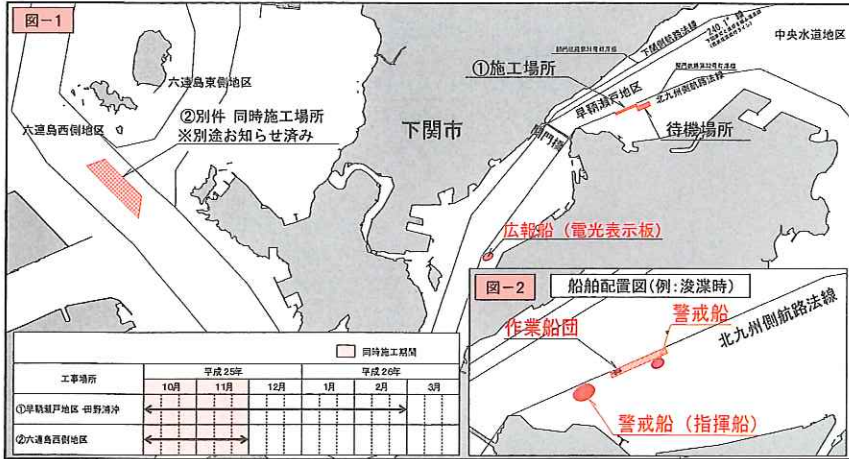 図-1
六連島東側地区
六連島西側地区
②別件 同時施工場所
※別途お知らせ済み
下関市
①施工場所
下関側航路法線
240.1°線
中央水道地区
早鞆瀬戸地区
北九州側航路法線
待機場所
関門橋
広報船（電光表示板）
図-2
船舶配置図(例:浚渫時)
作業船団
警戒船
北九州側航路法線
警戒船（指揮船）
同時施工期間
工事場所
平成25年
平成26年
10月
11月
12月
1月
2月
3月
①早鞆瀬戸地区 田野浦沖
②六連島西側地区